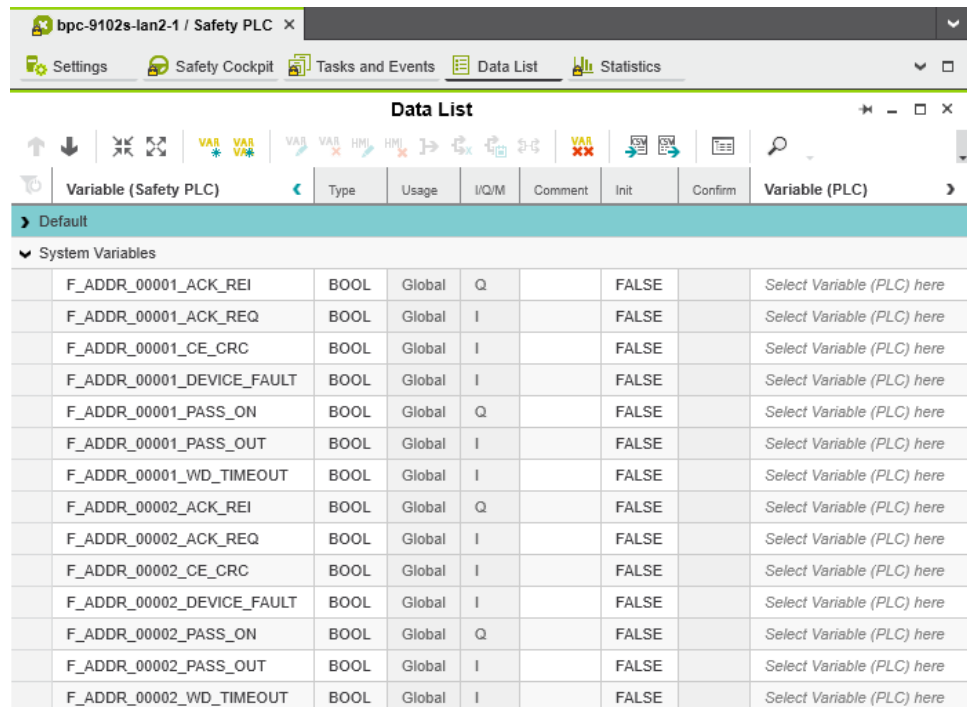 bpc-9102s-lan2-1 / Safety PLC
Settings Safety Cockpit Tasks and Events Data List Statistics
Data List
Variable (Safety PLC) Type Usage I/Q/M Comment Init Confirm Variable (PLC)
Default
System Variables
F_ADDR_00001_ACK_REI BOOL Global Q FALSE Select Variable (PLC) here
F_ADDR_00001_ACK_REQ BOOL Global I FALSE Select Variable (PLC) here
F_ADDR_00001_CE_CRC BOOL Global I FALSE Select Variable (PLC) here
F_ADDR_00001_DEVICE_FAULT BOOL Global I FALSE Select Variable (PLC) here
F_ADDR_00001_PASS_ON BOOL Global Q FALSE Select Variable (PLC) here
F_ADDR_00001_PASS_OUT BOOL Global I FALSE Select Variable (PLC) here
F_ADDR_00001_WD_TIMEOUT BOOL Global I FALSE Select Variable (PLC) here
F_ADDR_00002_ACK_REI BOOL Global Q FALSE Select Variable (PLC) here
F_ADDR_00002_ACK_REQ BOOL Global I FALSE Select Variable (PLC) here
F_ADDR_00002_CE_CRC BOOL Global I FALSE Select Variable (PLC) here
F_ADDR_00002_DEVICE_FAULT BOOL Global I FALSE Select Variable (PLC) here
F_ADDR_00002_PASS_ON BOOL Global Q FALSE Select Variable (PLC) here
F_ADDR_00002_PASS_OUT BOOL Global I FALSE Select Variable (PLC) here
F_ADDR_00002_WD_TIMEOUT BOOL Global I FALSE Select Variable (PLC) here